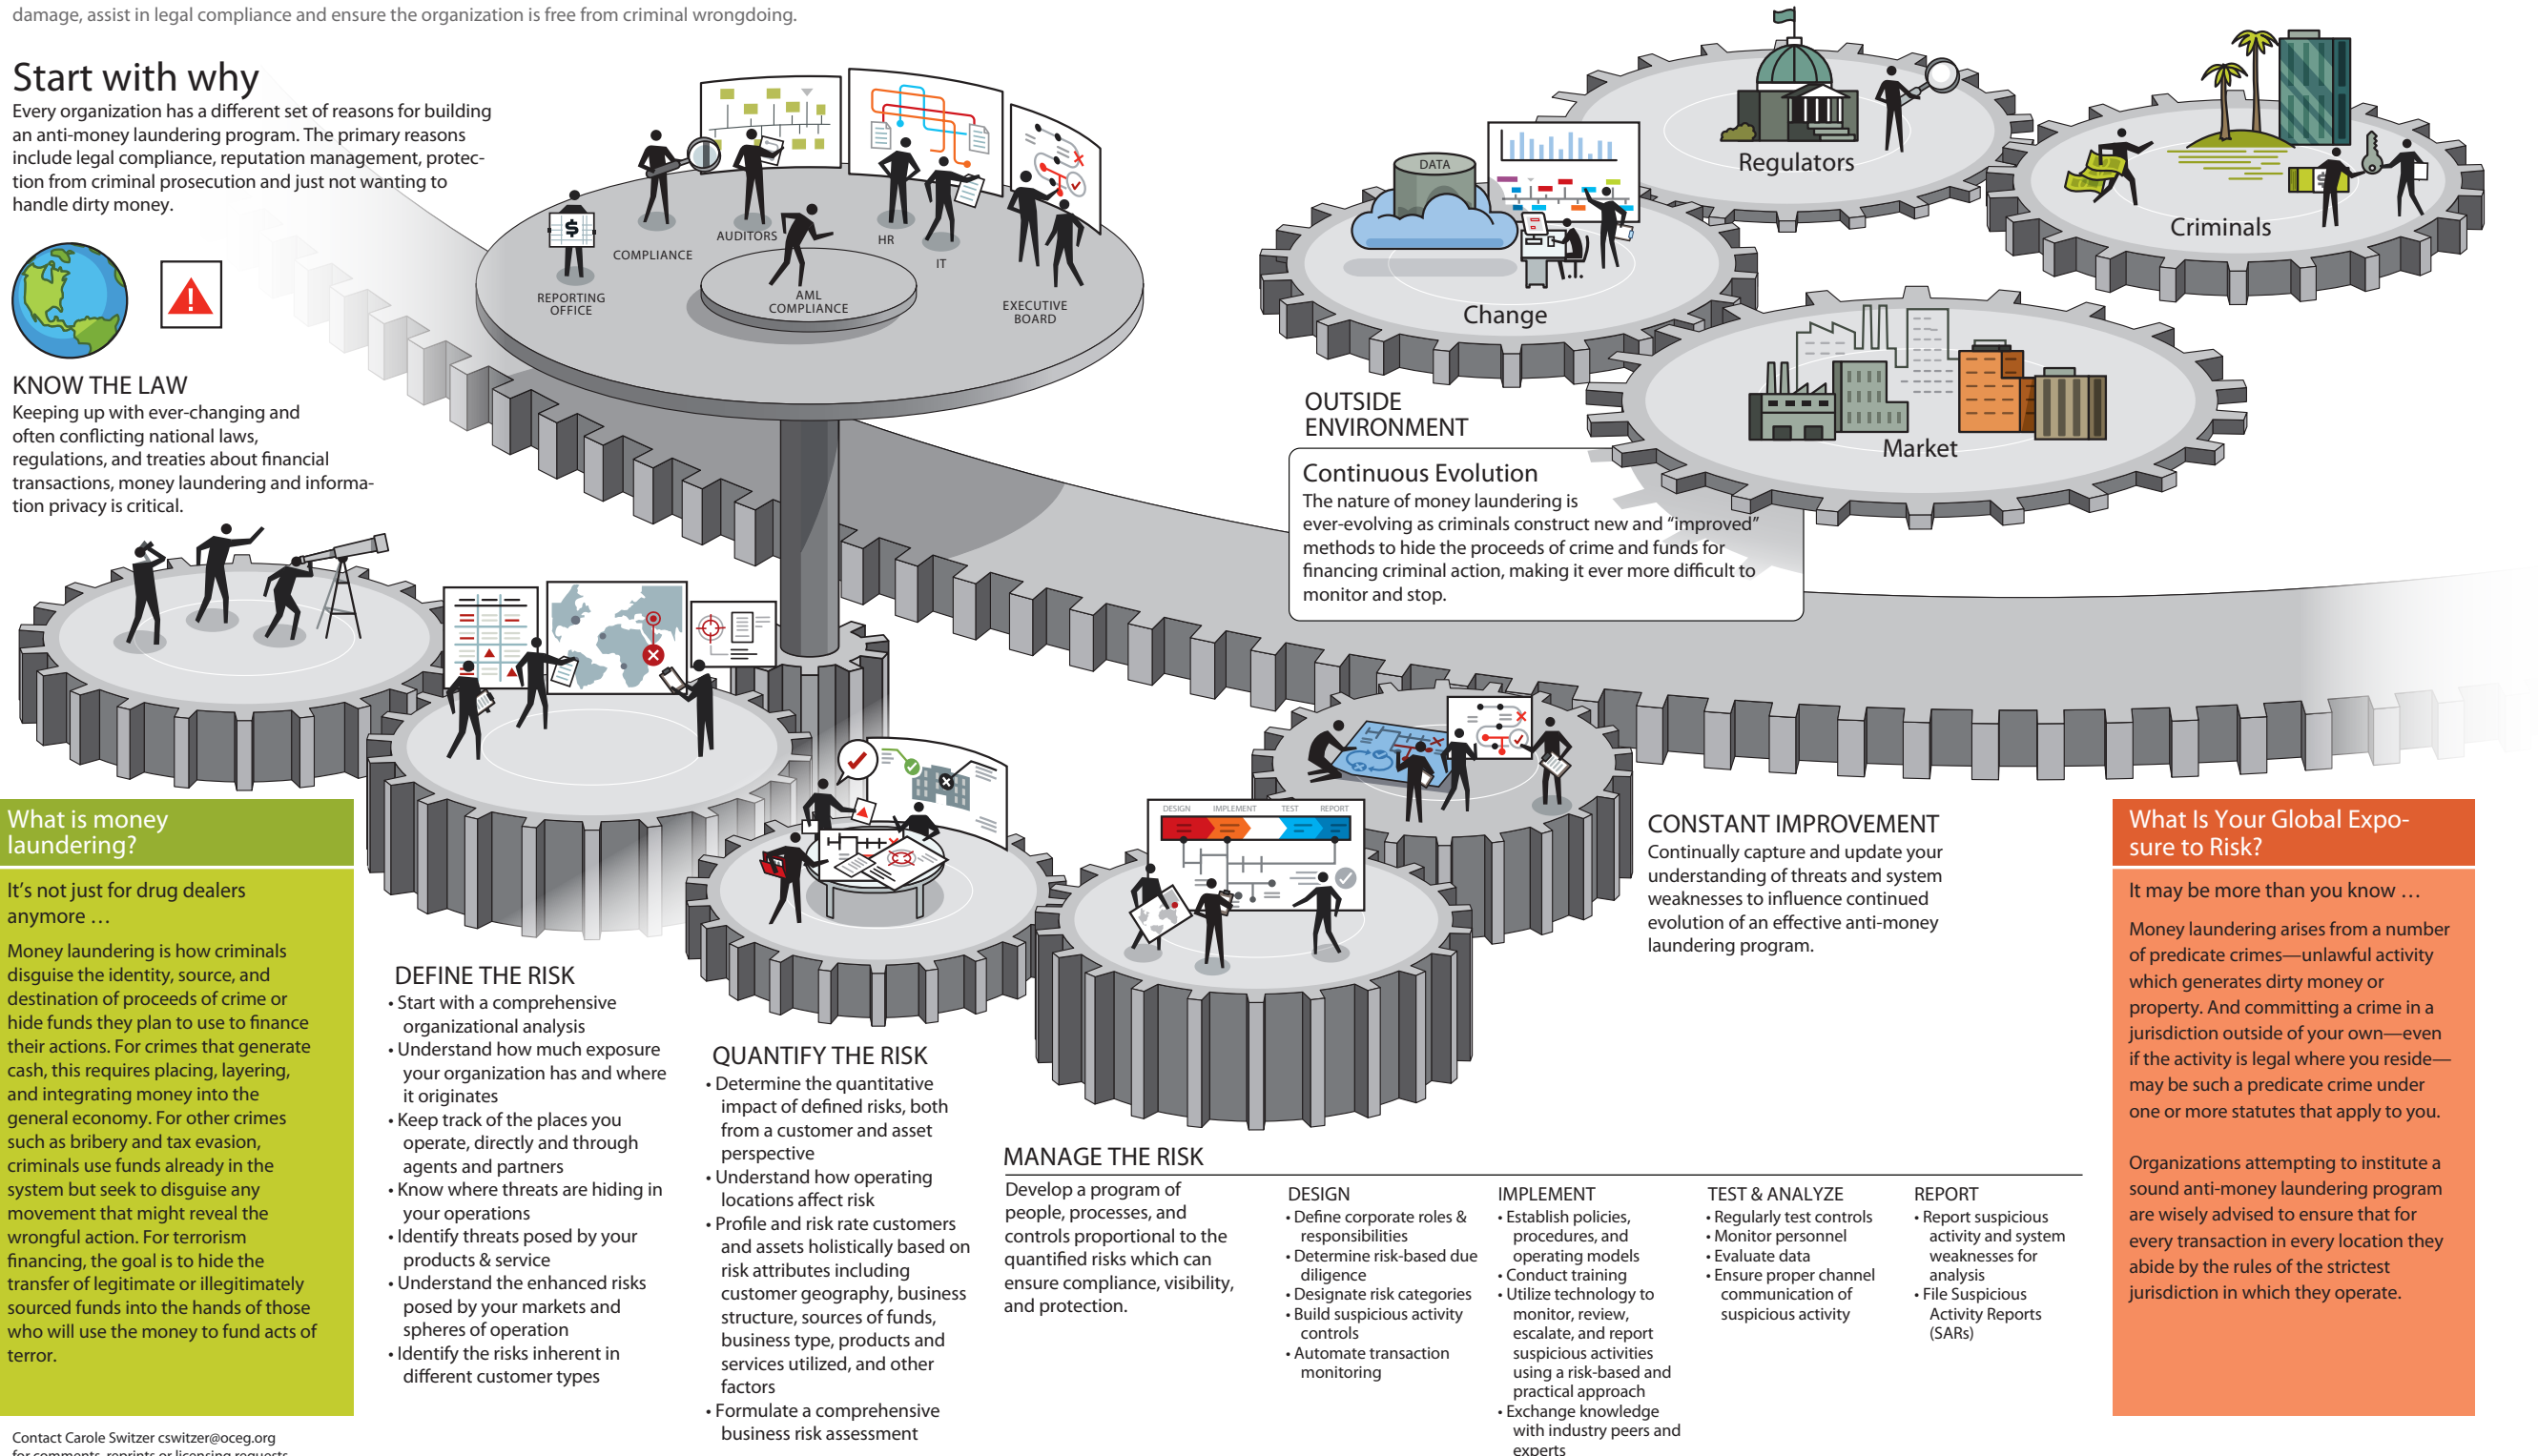 damage, assist in legal compliance and ensure the organization is free from criminal wrongdoing.
Start with why
Every organization has a different set of reasons for building
an anti-money laundering program. The primary reasons
include legal compliance, reputation management, protec-
tion from criminal prosecution and just not wanting to
handle dirty money.
KNOW THE LAW
Keeping up with ever-changing and
often conflicting national laws,
regulations, and treaties about financial
transactions, money laundering and informa-
tion privacy is critical.
$
REPORTING
OFFICE
COMPLIANCE
AUDITORS
AML
COMPLIANCE
HR
IT
EXECUTIVE
BOARD
DATA
Change
Regulators
$
Criminals
Market
OUTSIDE
ENVIRONMENT
Continuous Evolution
The nature of money laundering is
ever-evolving as criminals construct new and “improved”
methods to hide the proceeds of crime and funds for
financing criminal action, making it ever more difficult to
monitor and stop.
What is money
laundering?
It’s not just for drug dealers
anymore …
Money laundering is how criminals
disguise the identity, source, and
destination of proceeds of crime or
hide funds they plan to use to finance
their actions. For crimes that generate
cash, this requires placing, layering,
and integrating money into the
general economy. For other crimes
such as bribery and tax evasion,
criminals use funds already in the
system but seek to disguise any
movement that might reveal the
wrongful action. For terrorism
financing, the goal is to hide the
transfer of legitimate or illegitimately
sourced funds into the hands of those
who will use the money to fund acts of
terror.
DEFINE THE RISK
• Start with a comprehensive
organizational analysis
• Understand how much exposure
your organization has and where
it originates
• Keep track of the places you
operate, directly and through
agents and partners
• Know where threats are hiding in
your operations
• Identify threats posed by your
products & service
• Understand the enhanced risks
posed by your markets and
spheres of operation
• Identify the risks inherent in
different customer types
QUANTIFY THE RISK
• Determine the quantitative
impact of defined risks, both
from a customer and asset
perspective
• Understand how operating
locations affect risk
• Profile and risk rate customers
and assets holistically based on
risk attributes including
customer geography, business
structure, sources of funds,
business type, products and
services utilized, and other
factors
• Formulate a comprehensive
business risk assessment
DESIGN IMPLEMENT TEST REPORT
MANAGE THE RISK
Develop a program of
people, processes, and
controls proportional to the
quantified risks which can
ensure compliance, visibility,
and protection.
DESIGN
• Define corporate roles &
responsibilities
• Determine risk-based due
diligence
• Designate risk categories
• Build suspicious activity
controls
• Automate transaction
monitoring
IMPLEMENT
• Establish policies,
procedures, and
operating models
• Conduct training
• Utilize technology to
monitor, review,
escalate, and report
suspicious activities
using a risk-based and
practical approach
• Exchange knowledge
with industry peers and
experts
TEST & ANALYZE
• Regularly test controls
• Monitor personnel
• Evaluate data
• Ensure proper channel
communication of
suspicious activity
REPORT
• Report suspicious
activity and system
weaknesses for
analysis
• File Suspicious
Activity Reports
(SARs)
CONSTANT IMPROVEMENT
Continually capture and update your
understanding of threats and system
weaknesses to influence continued
evolution of an effective anti-money
laundering program.
What Is Your Global Expo-
sure to Risk?
It may be more than you know …
Money laundering arises from a number
of predicate crimes—unlawful activity
which generates dirty money or
property. And committing a crime in a
jurisdiction outside of your own—even
if the activity is legal where you reside—
may be such a predicate crime under
one or more statutes that apply to you.
Organizations attempting to institute a
sound anti-money laundering program
are wisely advised to ensure that for
every transaction in every location they
abide by the rules of the strictest
jurisdiction in which they operate.
Contact Carole Switzer cswitzer@oceg.org
for comments, reprints or licensing requests